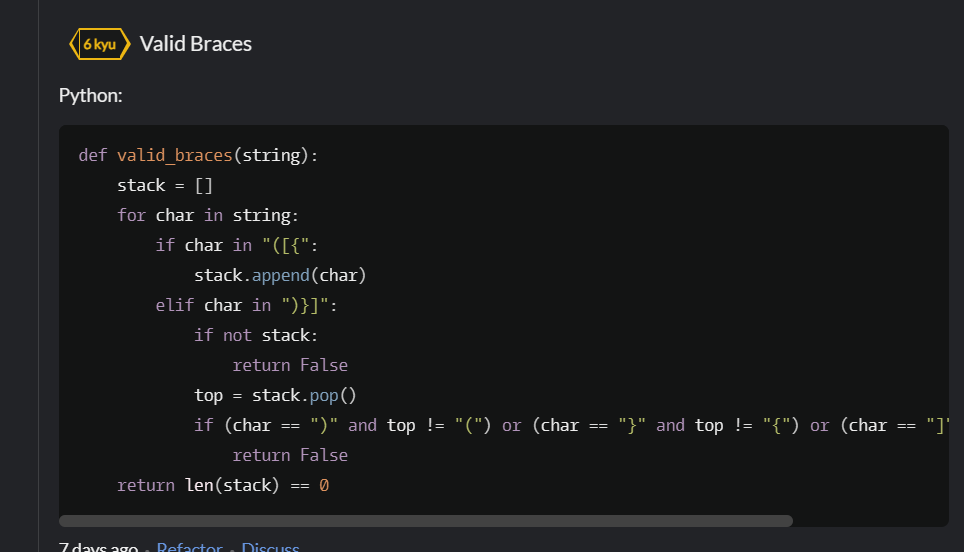 6 kyu Valid Braces
Python:
def valid_braces(string):
    stack = []
    for char in string:
        if char in "([{":
            stack.append(char)
        elif char in ")}]":
            if not stack:
                return False
            top = stack.pop()
            if (char == ")" and top != "(") or (char == "}" and top != "{") or (char == "]"
                return False
    return len(stack) == 0
7 days ago · Refactor · Discuss